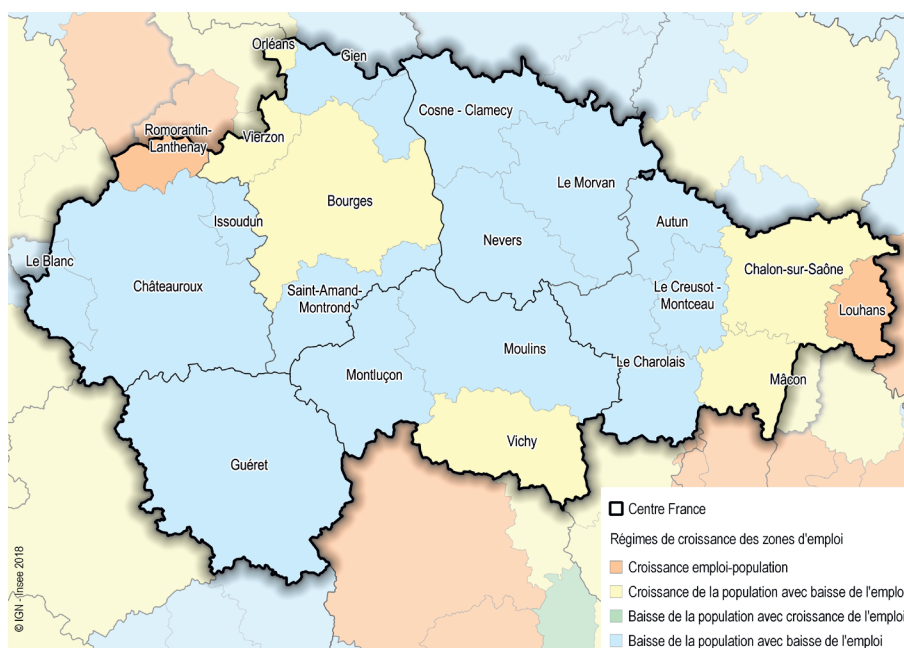 Orléans
Gien
Cosne - Clamecy
Romorantin-
Lanthenay
Vierzon
Le Morvan
Bourges
Issoudun
Autun
Nevers
Le Blanc
Chalon-sur-Saône
Châteauroux
Saint-Amand-
Montrond
Le Creusot -
Montceau
Louhans
Moulins
Le Charolais
Montluçon
Mâcon
Vichy
Guéret
Centre France
Régimes de croissance des zones d'emploi
Croissance emploi-population
Croissance de la population avec baisse de l'emploi
Baisse de la population avec croissance de l'emploi
Baisse de la population avec baisse de l'emploi
© IGN - Insee 2018